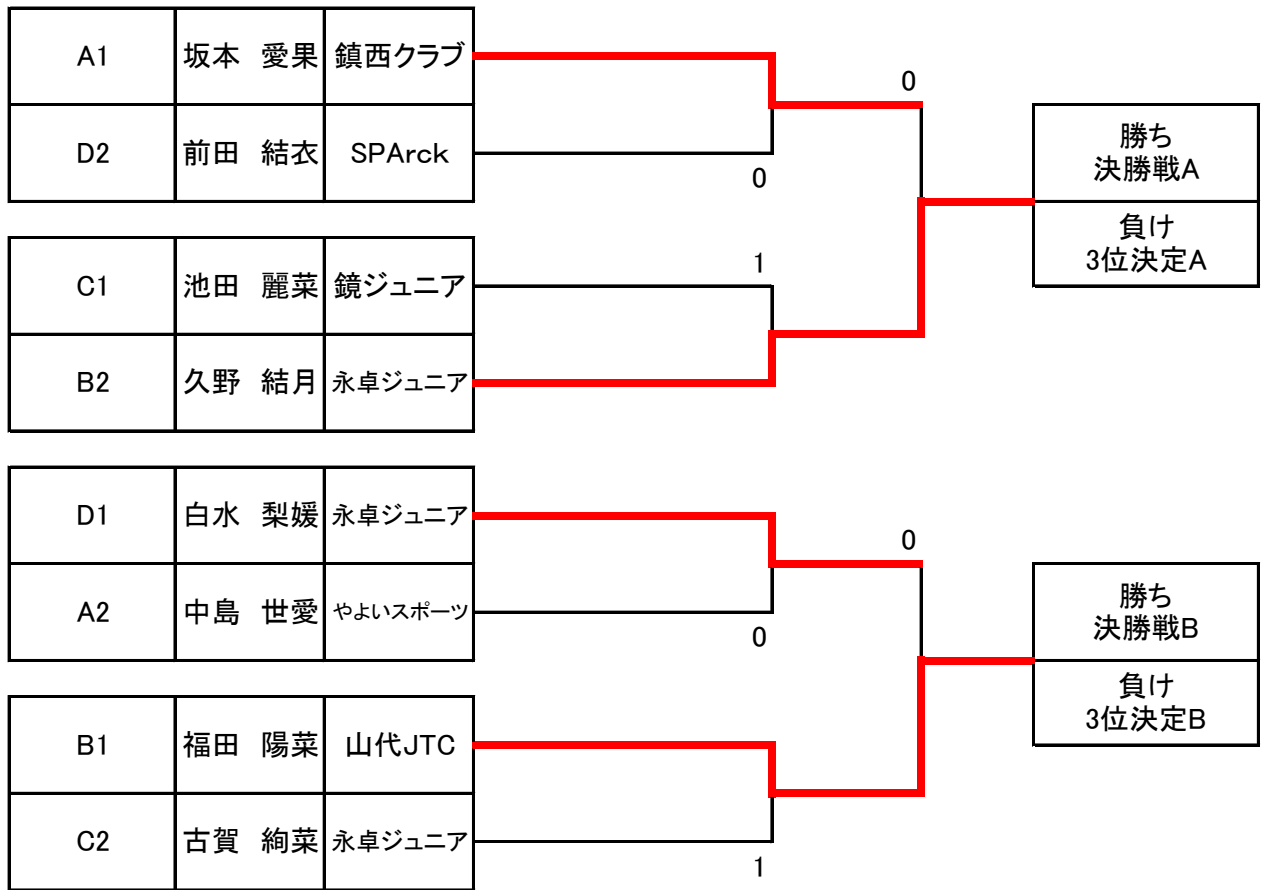 A1 坂本 愛果 鎮西クラブ
0
D2 前田 結衣 SPArck
0
勝ち
決勝戦A
負け
3位決定A
C1 池田 麗菜 鏡ジュニア
1
B2 久野 結月 永卓ジュニア
D1 白水 梨媛 永卓ジュニア
0
A2 中島 世愛 やよいスポーツ
0
勝ち
決勝戦B
負け
3位決定B
B1 福田 陽菜 山代JTC
C2 古賀 絢菜 永卓ジュニア
1